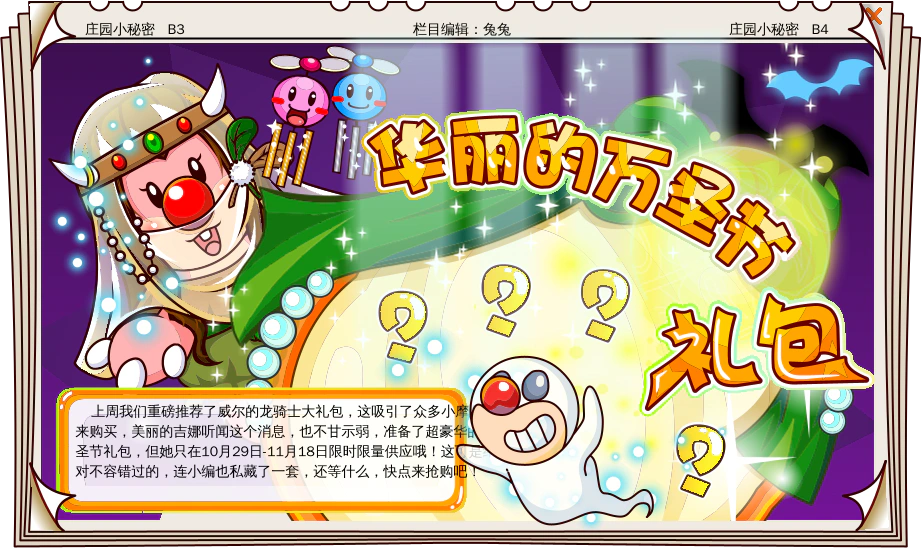 庄园小秘密 B3
栏目编辑：兔兔
庄园小秘密 B4
华丽的万圣节
礼包
? ? ?
?
上周我们重磅推荐了威尔的龙骑士大礼包，这吸引了众多小摩
来购买，美丽的吉娜听闻这个消息，也不甘示弱，准备了超豪华的
圣节礼包，但她只在10月29日-11月18日限时限量供应哦！这 是
对不容错过的，连小编也私藏了一套，还等什么，快点来抢购吧！